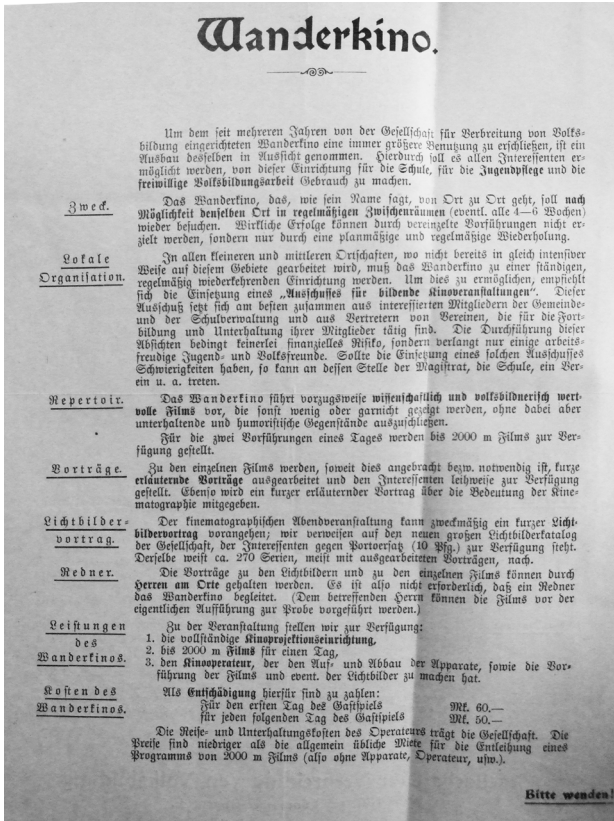 Wanderkino.
Um dem seit mehreren Jahren von der Gesellschaft für Verbreitung von Volks-
bildung eingerichteten Wanderkino eine immer größere Benutzung zu erschließen, ist ein
Ausbau desselben in Aussicht genommen. Hierdurch soll es allen Interessenten er-
möglicht werden, von dieser Einrichtung für die Schule, für die Jugendpflege und die
freiwillige Volksbildungsarbeit Gebrauch zu machen.
Zweck.
Das Wanderkino, das, wie sein Name sagt, von Ort zu Ort geht, soll nach
Möglichkeit denselben Ort in regelmäßigen Zwischenräumen (eventl. alle 4–6 Wochen)
wieder besuchen. Wirkliche Erfolge können durch vereinzelte Vorführungen nicht er-
zielt werden, sondern nur durch eine planmäßige und regelmäßige Wiederholung.
Lokale
Organisation.
In allen kleineren und mittleren Ortschaften, wo nicht bereits in gleich intensiver
Weise auf diesem Gebiete gearbeitet wird, muß das Wanderkino zu einer ständigen,
regelmäßig wiederkehrenden Einrichtung werden. Um dies zu ermöglichen, empfiehlt
sich die Einsetzung eines „Ausschusses für bildende Kinoveranstaltungen“. Dieser
Ausschuß setzt sich am besten zusammen aus interessierten Mitgliedern der Gemeinde-
und der Schulverwaltung und aus Vertretern von Vereinen, die für die Fort-
bildung und Unterhaltung ihrer Mitglieder tätig sind. Die Durchführung dieser
Absichten bedingt keinerlei finanzielles Risiko, sondern verlangt nur einige arbeits-
freudige Jugend- und Volksfreunde. Sollte die Einsetzung eines solchen Ausschusses
Schwierigkeiten haben, so kann an dessen Stelle der Magistrat, die Schule, ein Ver-
ein u. a. treten.
Repertoir.
Das Wanderkino führt vorzugsweise wissenschaftlich und volksbildnerisch wert-
volle Films vor, die sonst wenig oder garnicht gezeigt werden, ohne dabei aber
unterhaltende und humoristische Gegenstände auszuschließen.
Für die zwei Vorführungen eines Tages werden bis 2000 m Films zur Ver-
fügung gestellt.
Vorträge.
Zu den einzelnen Films werden, soweit dies angebracht bezw. notwendig ist, kurze
erläuternde Vorträge ausgearbeitet und den Interessenten leihweise zur Verfügung
gestellt. Ebenso wird ein kurzer erläuternder Vortrag über die Bedeutung der Kine-
matographie mitgegeben.
Lichtbilder-
vortrag.
Der kinematographischen Abendveranstaltung kann zweckmäßig ein kurzer Licht-
bildervortrag vorangehen; wir verweisen auf den neuen großen Lichtbilderkatalog
der Gesellschaft, der Interessenten gegen Portoersatz (10 Pfg.) zur Verfügung steht.
Derselbe weist ca. 270 Serien, meist mit ausgearbeiteten Vorträgen, nach.
Redner.
Die Vorträge zu den Lichtbildern und zu den einzelnen Films können durch
Herren am Orte gehalten werden. Es ist also nicht erforderlich, daß ein Redner
das Wanderkino begleitet. (Dem betreffenden Herrn können die Films vor der
eigentlichen Aufführung zur Probe vorgeführt werden.)
Leistungen
des
Wanderkinos.
Zu der Veranstaltung stellen wir zur Verfügung:
1. die vollständige Kinoprojektionseinrichtung,
2. bis 2000 m Films für einen Tag,
3. den Kinooperateur, der den Auf- und Abbau der Apparate, sowie die Vor-
führung der Films und event. der Lichtbilder zu machen hat.
Kosten des
Wanderkinos.
Als Entschädigung hierfür sind zu zahlen:
Für den ersten Tag des Gastspiels Mk. 60.—
für jeden folgenden Tag des Gastspiels Mk. 50.—
Die Reise- und Unterhaltungskosten des Operateurs trägt die Gesellschaft. Die
Preise sind niedriger als die allgemein übliche Miete für die Entleihung eines
Programms von 2000 m Films (also ohne Apparate, Operateur, usw.).
Bitte wenden!